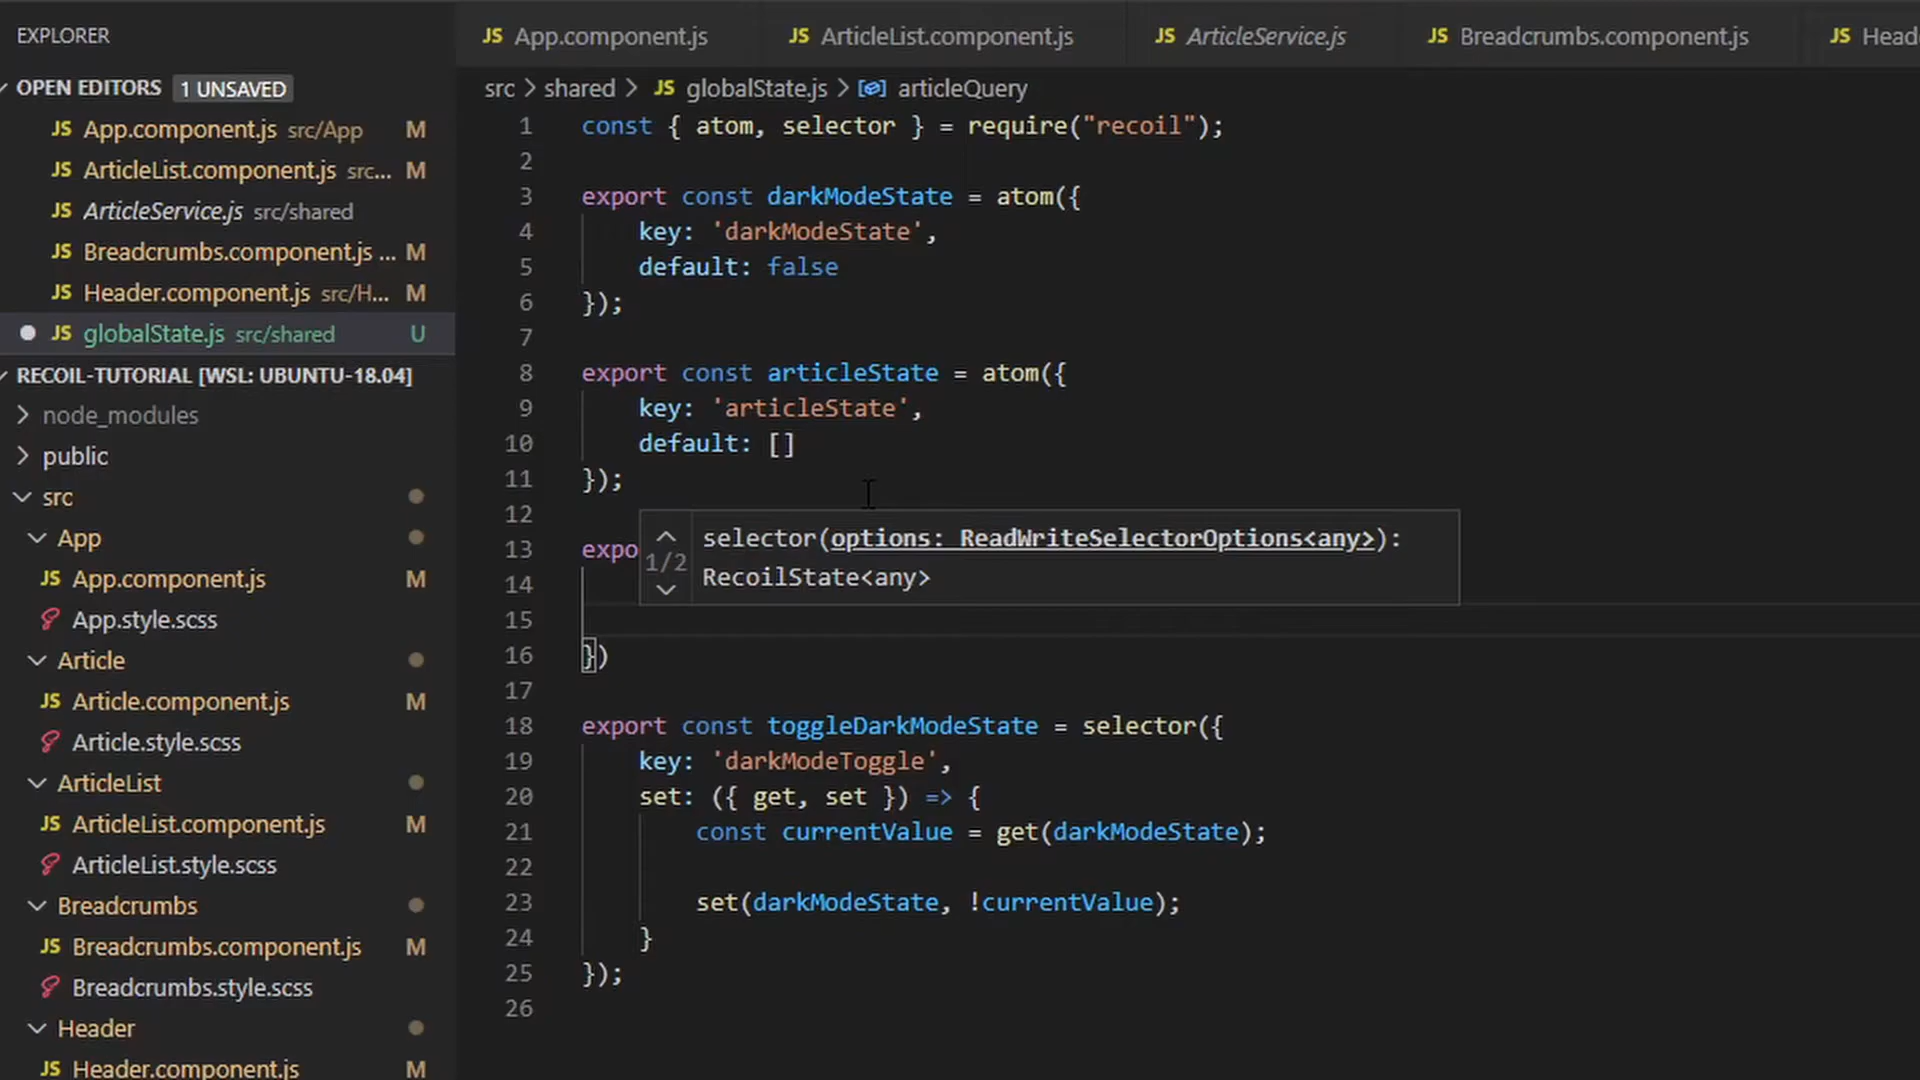 EXPLORER
OPEN EDITORS 1 UNSAVED
JS App.component.js src/App M
JS ArticleList.component.js src... M
JS ArticleService.js src/shared
JS Breadcrumbs.component.js ... M
JS Header.component.js src/H... M
JS globalState.js src/shared U
RECOIL-TUTORIAL [WSL: UBUNTU-18.04]
node_modules
public
src
App
JS App.component.js M
App.style.scss
Article
JS Article.component.js M
Article.style.scss
ArticleList
JS ArticleList.component.js M
ArticleList.style.scss
Breadcrumbs
JS Breadcrumbs.component.js M
Breadcrumbs.style.scss
Header
JS Header.component.js M
JS App.component.js JS ArticleList.component.js JS ArticleService.js JS Breadcrumbs.component.js JS Head
src > shared > JS globalState.js > articleQuery
1 const { atom, selector } = require("recoil");
2
3 export const darkModeState = atom({
4 key: 'darkModeState',
5 default: false
6 });
7
8 export const articleState = atom({
9 key: 'articleState',
10 default: []
11 });
12
13 expo
selector(options: ReadWriteSelectorOptions<any>):
1/2
RecoilState<any>
14
15
16 })
17
18 export const toggleDarkModeState = selector({
19 key: 'darkModeToggle',
20 set: ({ get, set }) => {
21 const currentValue = get(darkModeState);
22
23 set(darkModeState, !currentValue);
24 }
25 });
26